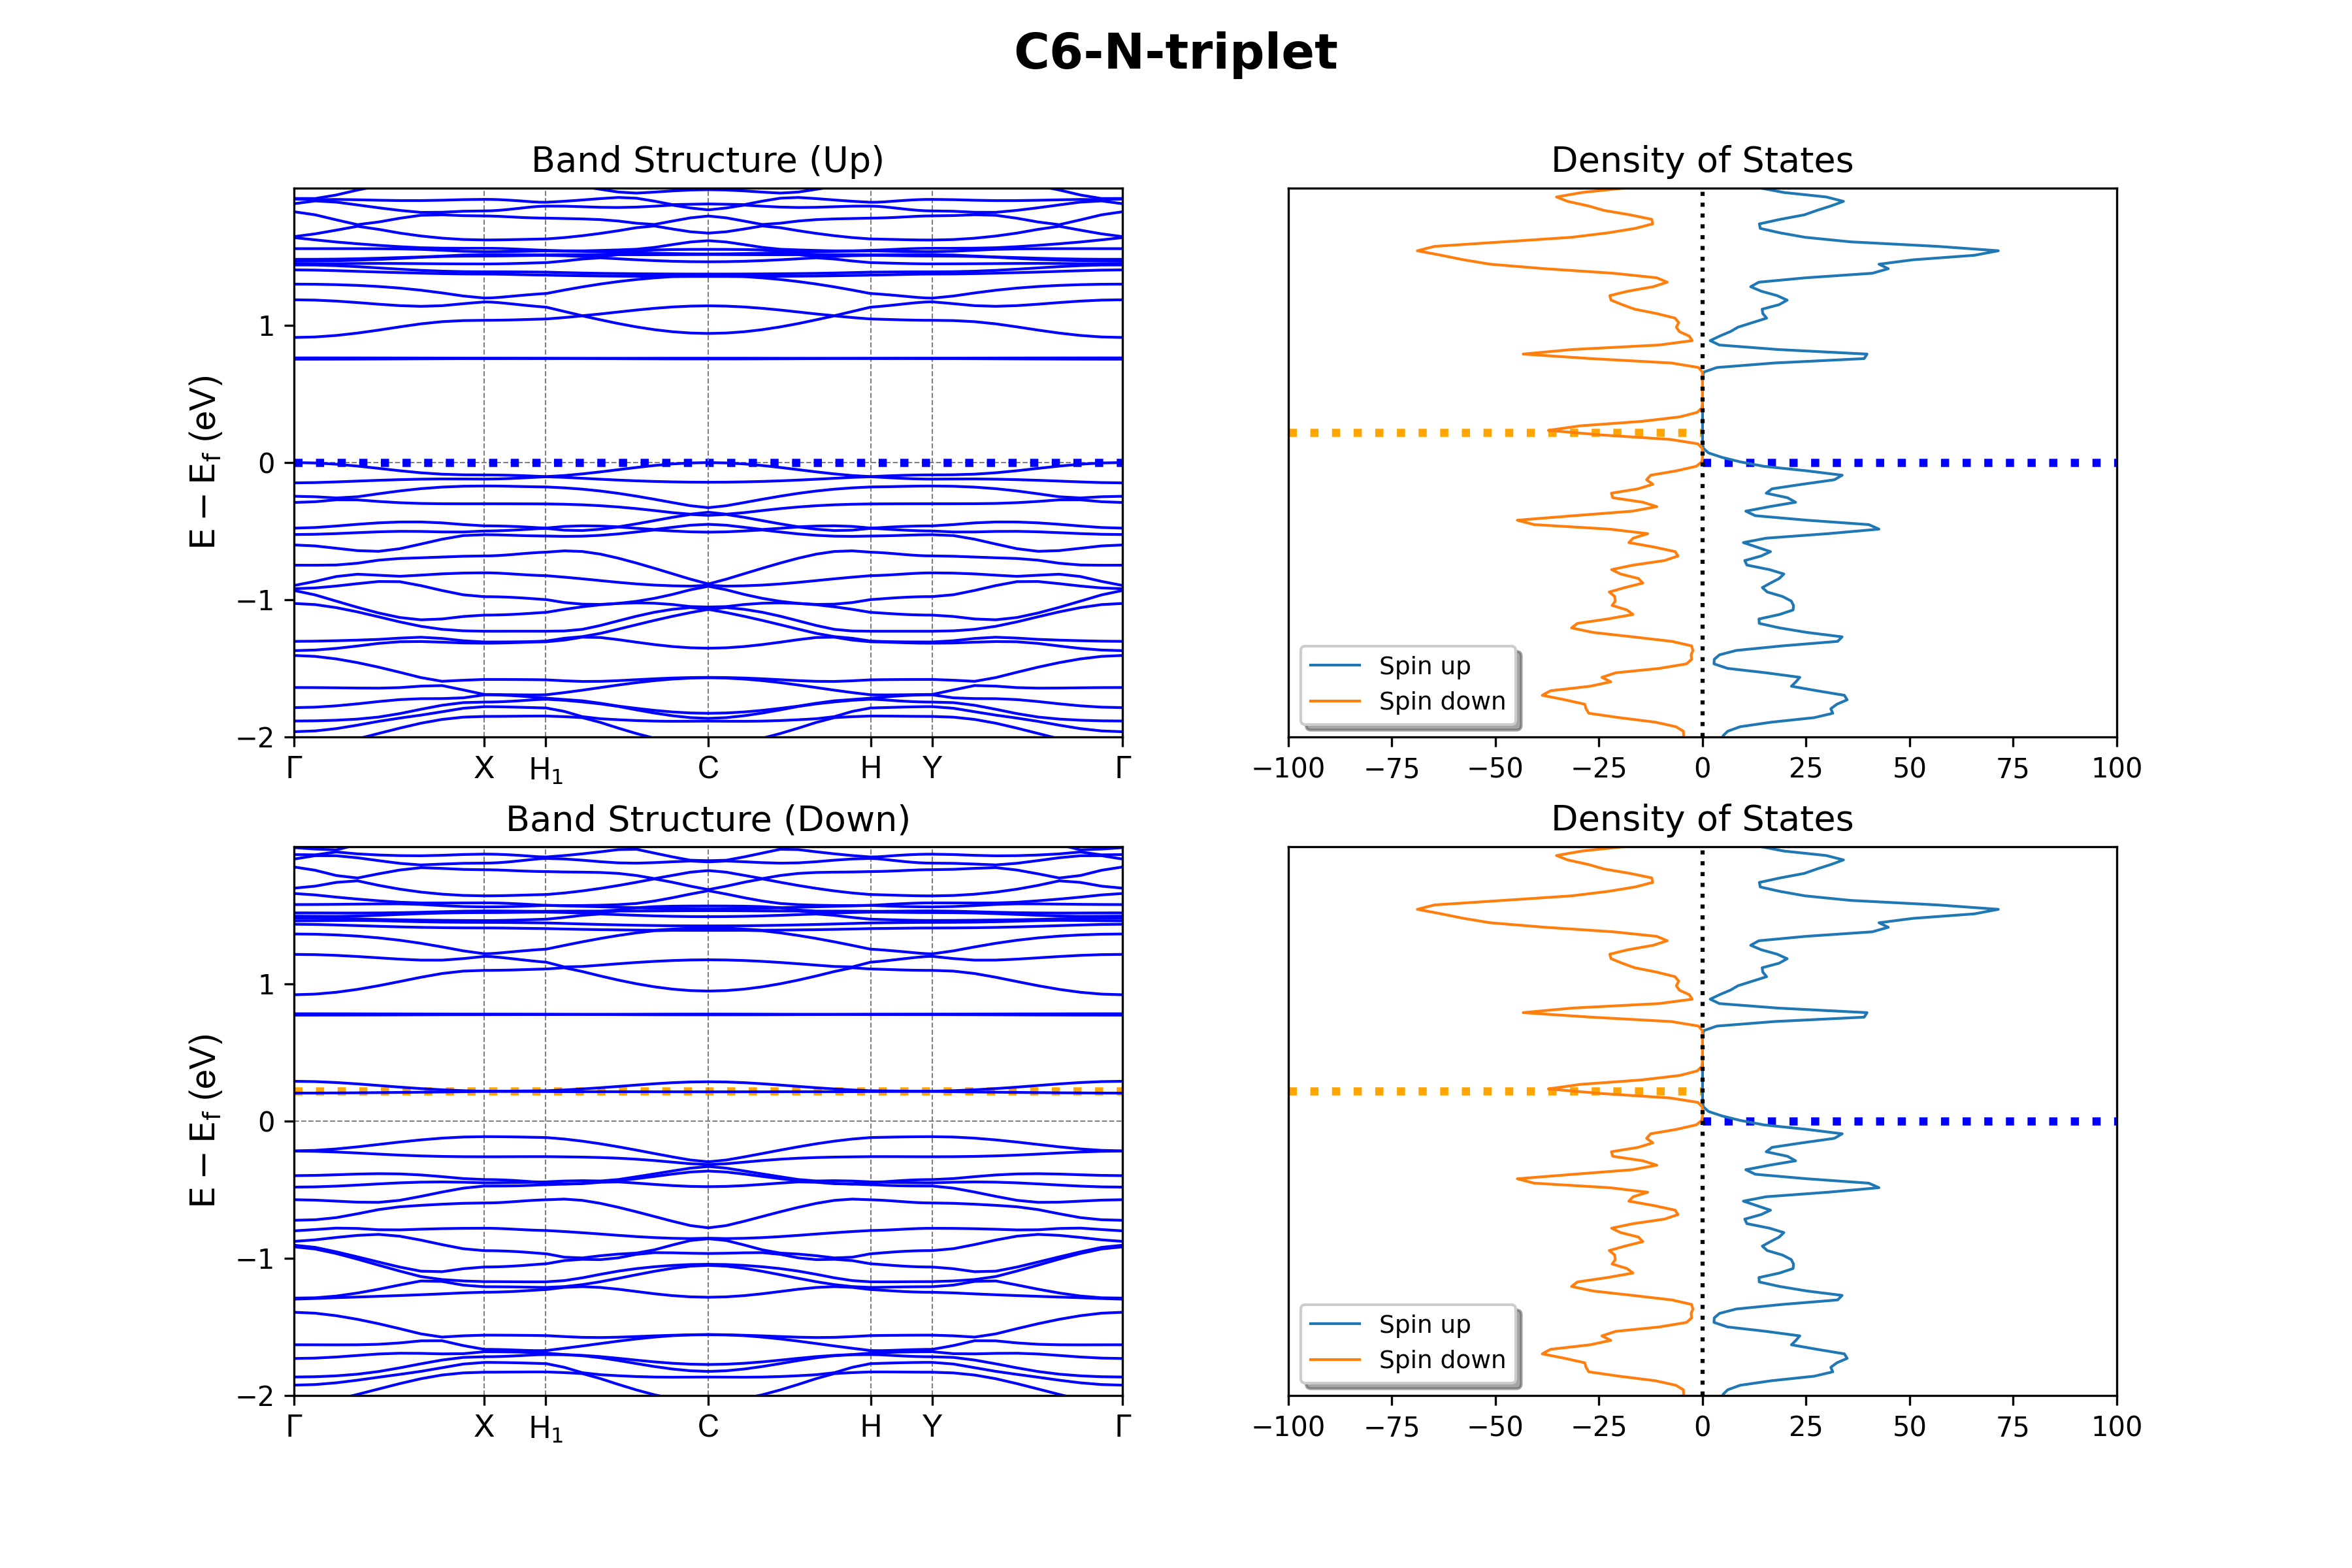 C6-N-triplet
Band Structure (Up)
Density of States
E − E_f (eV)
1
0
−1
−2
Γ X H₁ C H Y Γ
Spin up
Spin down
−100 −75 −50 −25 0 25 50 75 100
Band Structure (Down)
Density of States
E − E_f (eV)
1
0
−1
−2
Γ X H₁ C H Y Γ
Spin up
Spin down
−100 −75 −50 −25 0 25 50 75 100